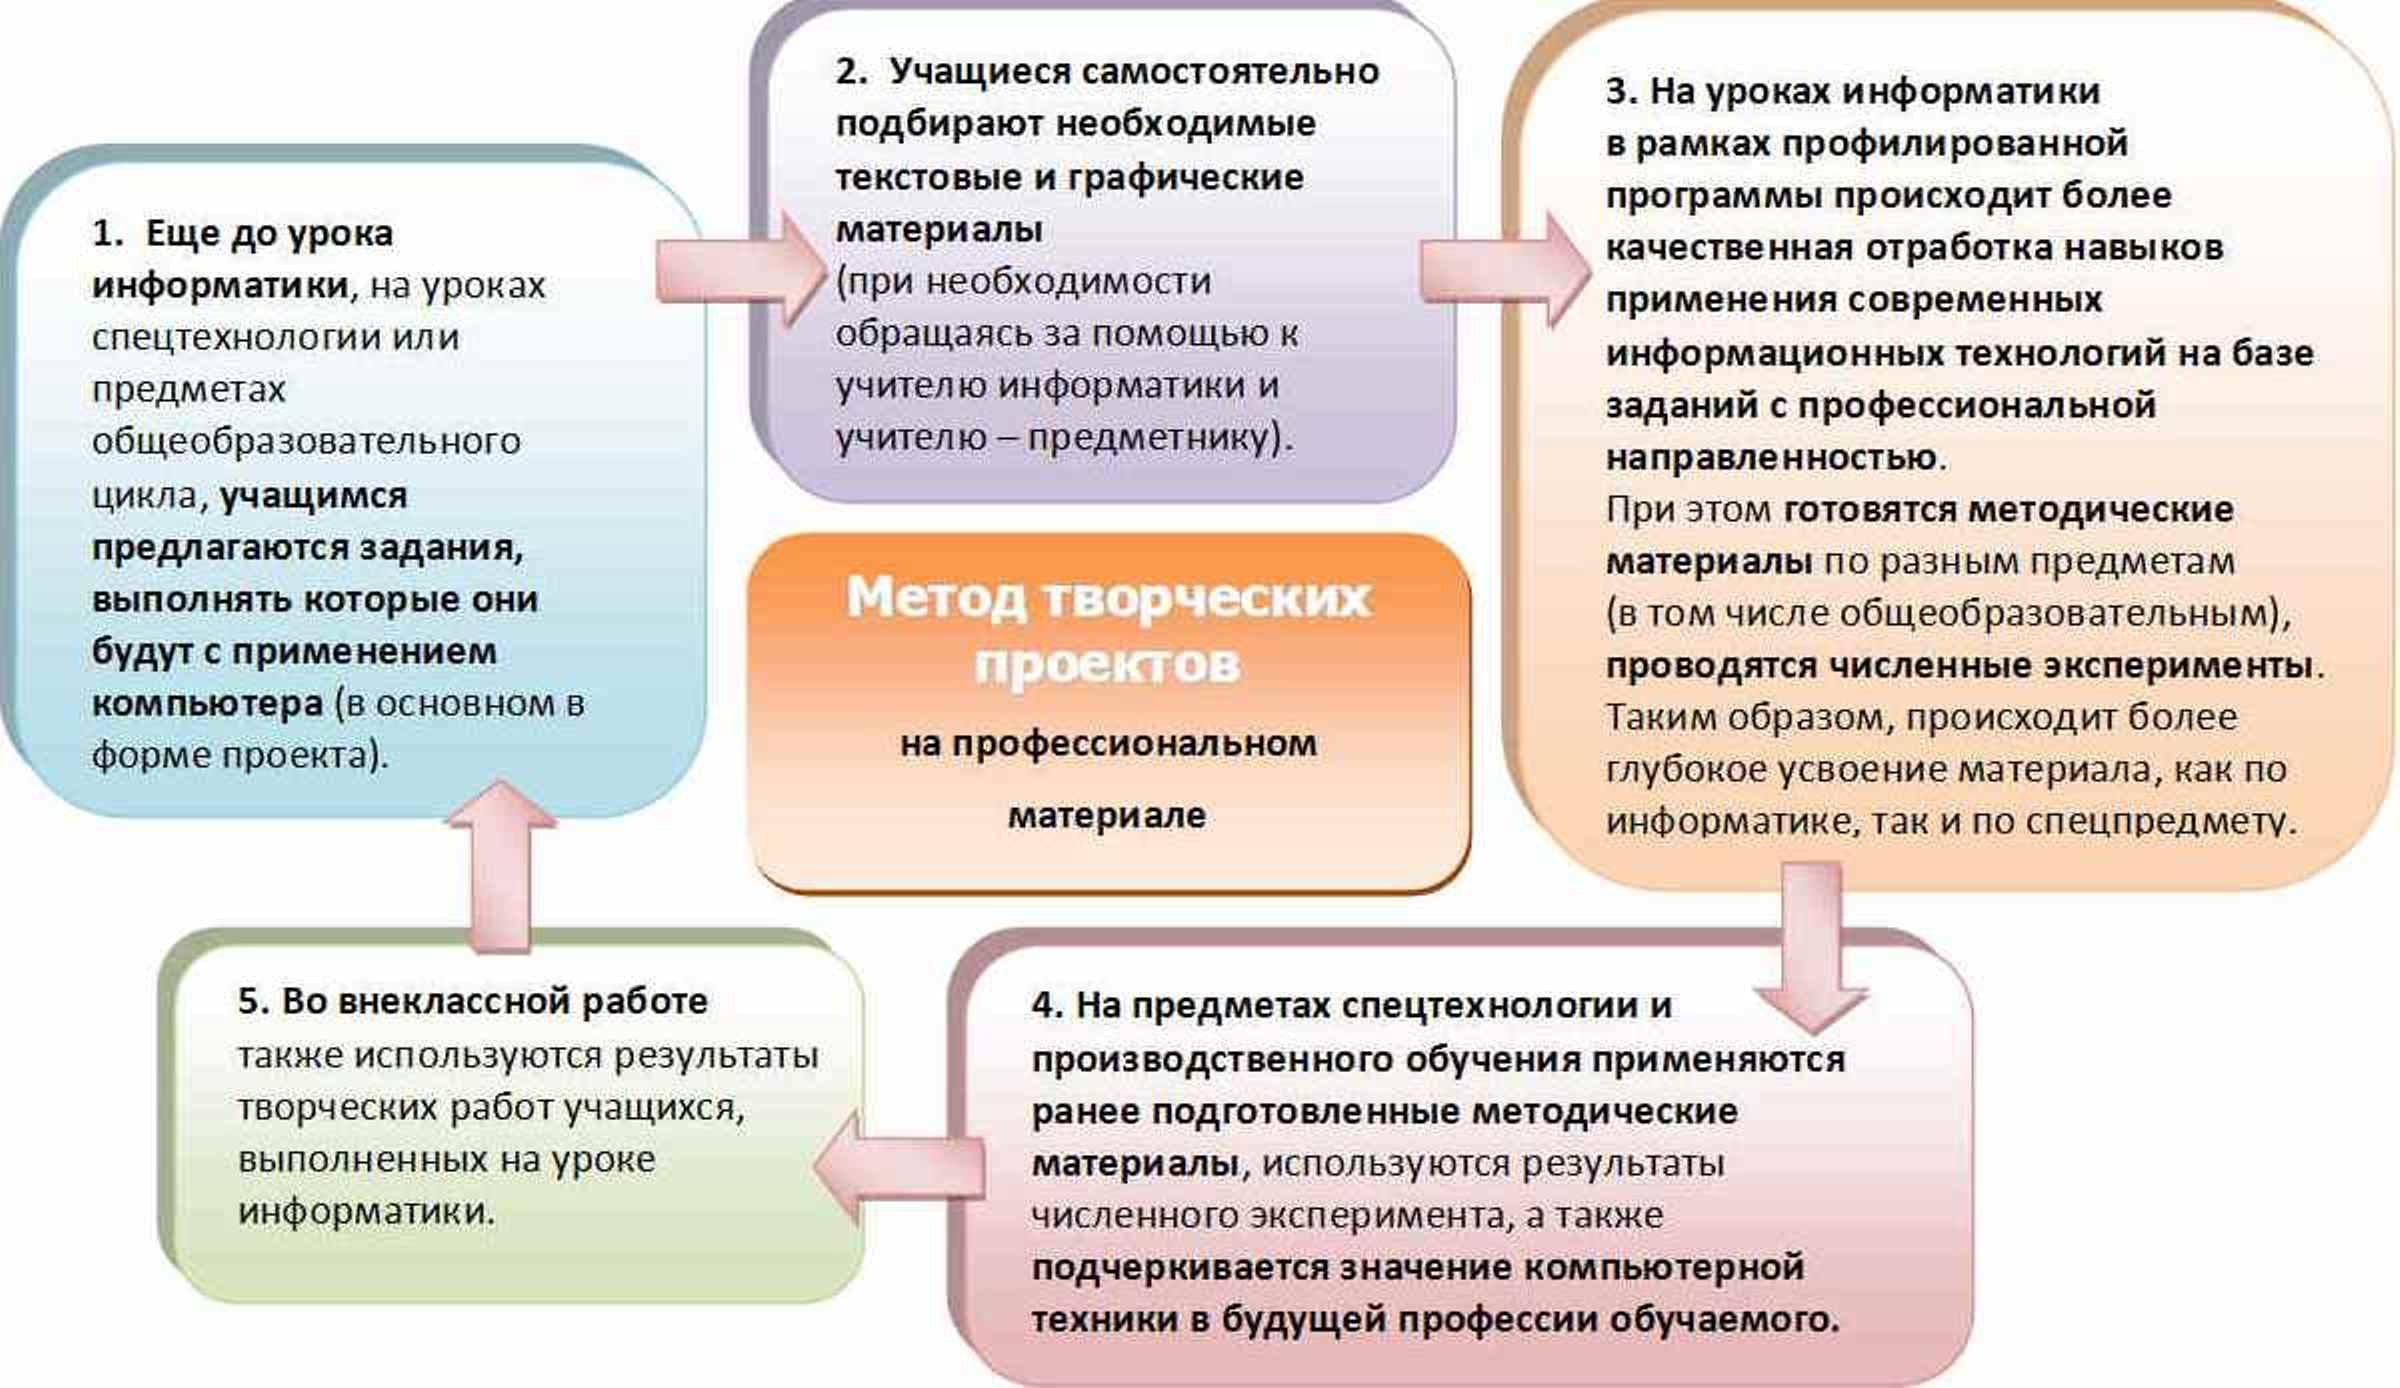 1.  Еще до урока
информатики, на уроках
спецтехнологии или
предметах
общеобразовательного
цикла, учащимся
предлагаются задания,
выполнять которые они
будут с применением
компьютера (в основном в
форме проекта).
2.  Учащиеся самостоятельно
подбирают необходимые
текстовые и графические
материалы
(при необходимости
обращаясь за помощью к
учителю информатики и
учителю – предметнику).
3. На уроках информатики
в рамках профилированной
программы происходит более
качественная отработка навыков
применения современных
информационных технологий на базе
заданий с профессиональной
направленностью.
При этом готовятся методические
материалы по разным предметам
(в том числе общеобразовательным),
проводятся численные эксперименты.
Таким образом, происходит более
глубокое усвоение материала, как по
информатике, так и по спецпредмету.
Метод творческих
проектов
на профессиональном
материале
4. На предметах спецтехнологии и
производственного обучения применяются
ранее подготовленные методические
материалы, используются результаты
численного эксперимента, а также
подчеркивается значение компьютерной
техники в будущей профессии обучаемого.
5. Во внеклассной работе
также используются результаты
творческих работ учащихся,
выполненных на уроке
информатики.